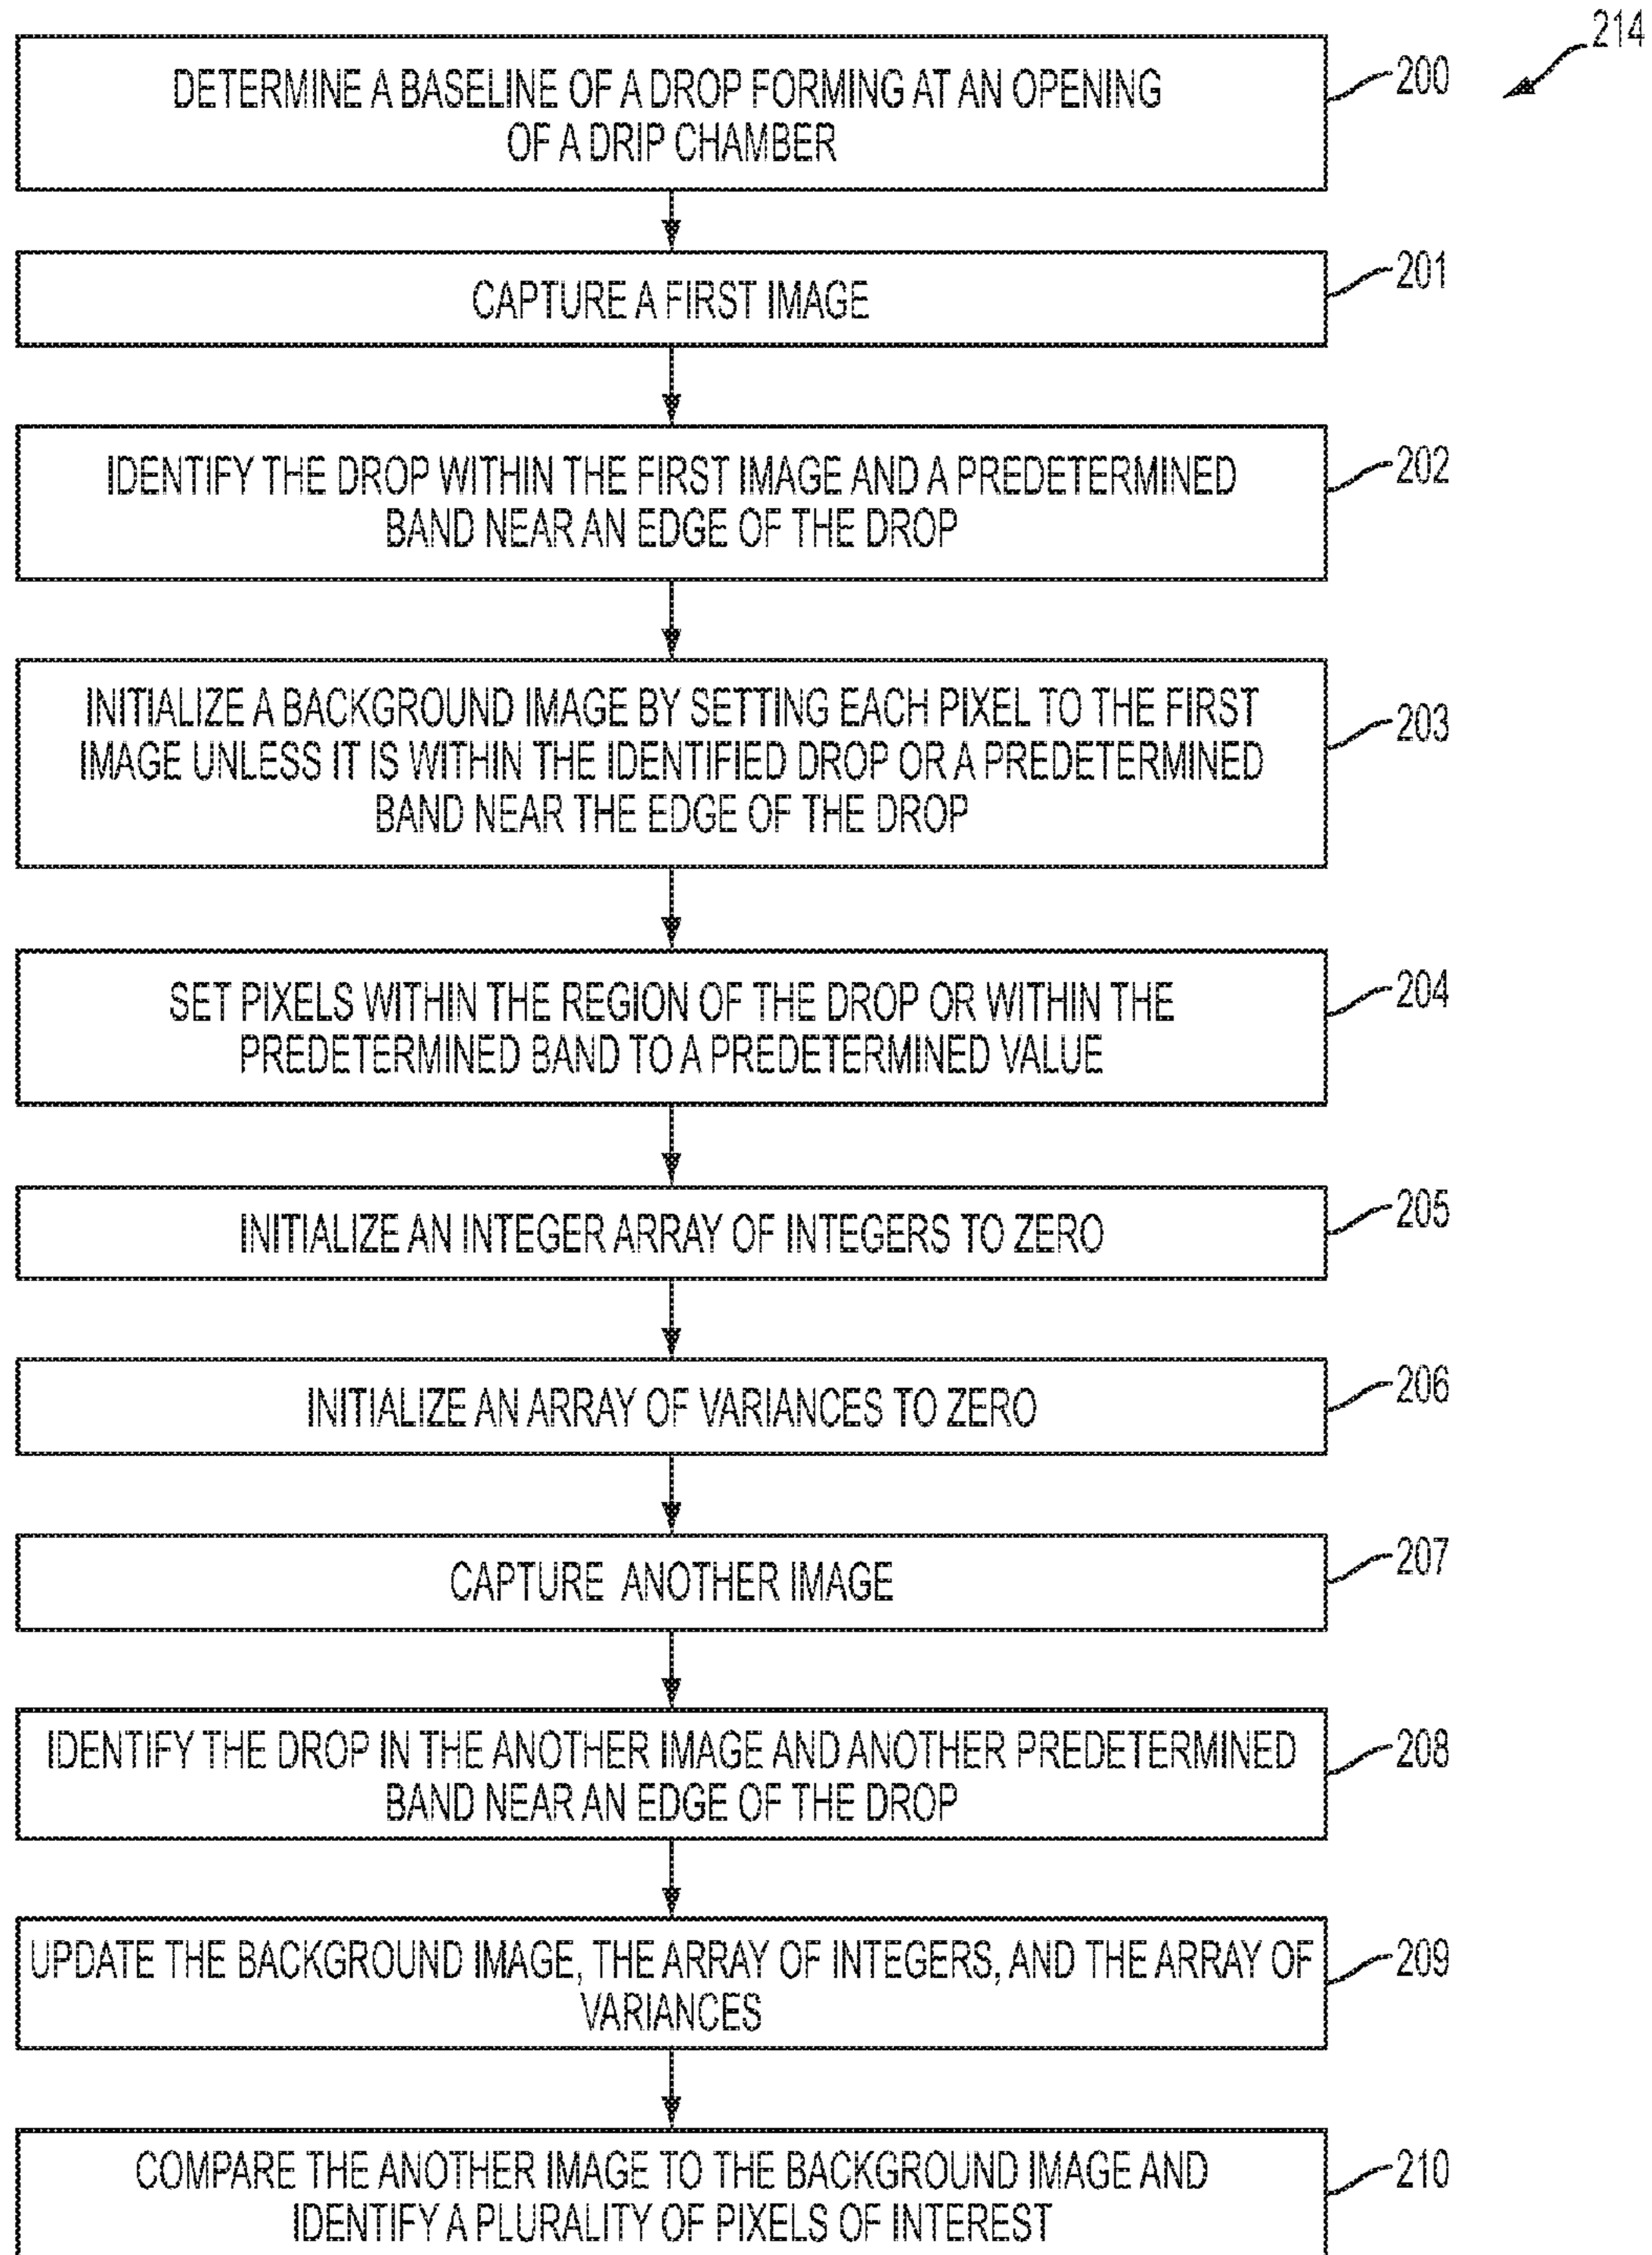 214
DETERMINE A BASELINE OF A DROP FORMING AT AN OPENING
OF A DRIP CHAMBER
200
CAPTURE A FIRST IMAGE
201
IDENTIFY THE DROP WITHIN THE FIRST IMAGE AND A PREDETERMINED
BAND NEAR AN EDGE OF THE DROP
202
INITIALIZE A BACKGROUND IMAGE BY SETTING EACH PIXEL TO THE FIRST
IMAGE UNLESS IT IS WITHIN THE IDENTIFIED DROP OR A PREDETERMINED
BAND NEAR THE EDGE OF THE DROP
203
SET PIXELS WITHIN THE REGION OF THE DROP OR WITHIN THE
PREDETERMINED BAND TO A PREDETERMINED VALUE
204
INITIALIZE AN INTEGER ARRAY OF INTEGERS TO ZERO
205
INITIALIZE AN ARRAY OF VARIANCES TO ZERO
206
CAPTURE ANOTHER IMAGE
207
IDENTIFY THE DROP IN THE ANOTHER IMAGE AND ANOTHER PREDETERMINED
BAND NEAR AN EDGE OF THE DROP
208
UPDATE THE BACKGROUND IMAGE, THE ARRAY OF INTEGERS, AND THE ARRAY OF
VARIANCES
209
COMPARE THE ANOTHER IMAGE TO THE BACKGROUND IMAGE AND
IDENTIFY A PLURALITY OF PIXELS OF INTEREST
210